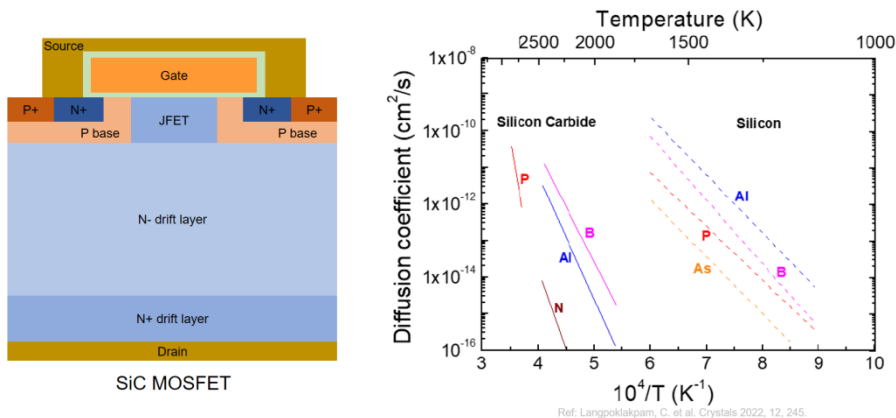 Source
Gate
P+
N+
N+
P+
P base
JFET
P base
N- drift layer
N+ drift layer
Drain
SiC MOSFET
Temperature (K)
2500
2000
1500
1000
1x10-8
1x10-10
1x10-12
1x10-14
10-16
Diffusion coefficient (cm2/s)
Silicon Carbide
Silicon
P
B
Al
N
Al
P
B
As
3
4
5
6
7
8
9
10
10⁴/T (K-1)
Ref: Langpoklakpam, C. et al. Crystals 2022, 12, 245.